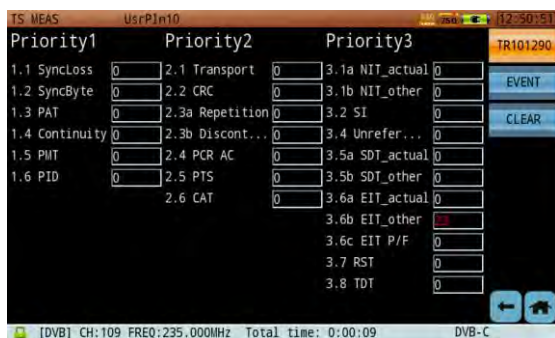 TS MEAS UsrPIn10 750 12:50:51
Priority1 Priority2 Priority3
TR101290
EVENT
CLEAR
1.1 SyncLoss 0 2.1 Transport 0 3.1a NIT_actual 0
1.2 SyncByte 0 2.2 CRC 0 3.1b NIT_other 0
1.3 PAT 0 2.3a Repetition 0 3.2 SI 0
1.4 Continuity 0 2.3b Discont... 0 3.4 Unrefer... 0
1.5 PMT 0 2.4 PCR AC 0 3.5a SDT_actual 0
1.6 PID 0 2.5 PTS 0 3.5b SDT_other 0
2.6 CAT 0 3.6a EIT_actual 0
3.6b EIT_other 23
3.6c EIT P/F 0
3.7 RST 0
3.8 TDT 0
[DVB] CH:109 FREQ:235.000MHz Total time: 0:00:09 DVB-C